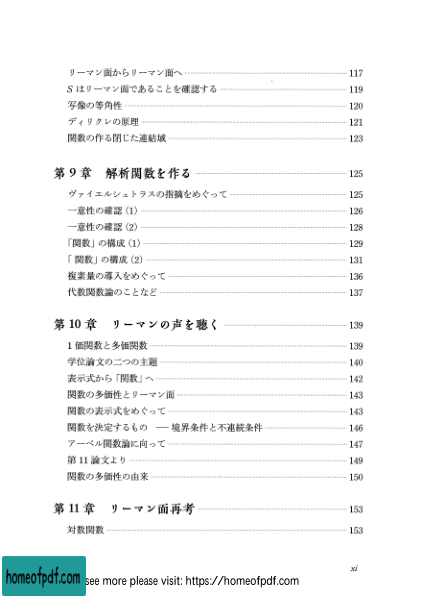 リーマン面からリーマン面へ 117
S はリーマン面であることを確認する 119
写像の等角性 120
ディリクレの原理 121
関数の作る閉じた連結域 123
第 9 章 解析関数を作る 125
ヴァイエルシュトラスの指摘をめぐって 125
一意性の確認 (1) 126
一意性の確認 (2) 128
「関数」の構成 (1) 129
「関数」の構成 (2) 131
複素量の導入をめぐって 136
代数関数論のことなど 137
第 10 章 リーマンの声を聴く 139
1 価関数と多価関数 139
学位論文の二つの主題 140
表示式から「関数」へ 142
関数の多価性とリーマン面 143
関数の表示式をめぐって 143
関数を決定するもの ── 境界条件と不連続条件 146
アーベル関数論に向って 147
第 11 論文より 149
関数の多価性の由来 150
第 11 章 リーマン面再考 153
対数関数 153
xi
homeofpdf.com
see more please visit: https://homeofpdf.com